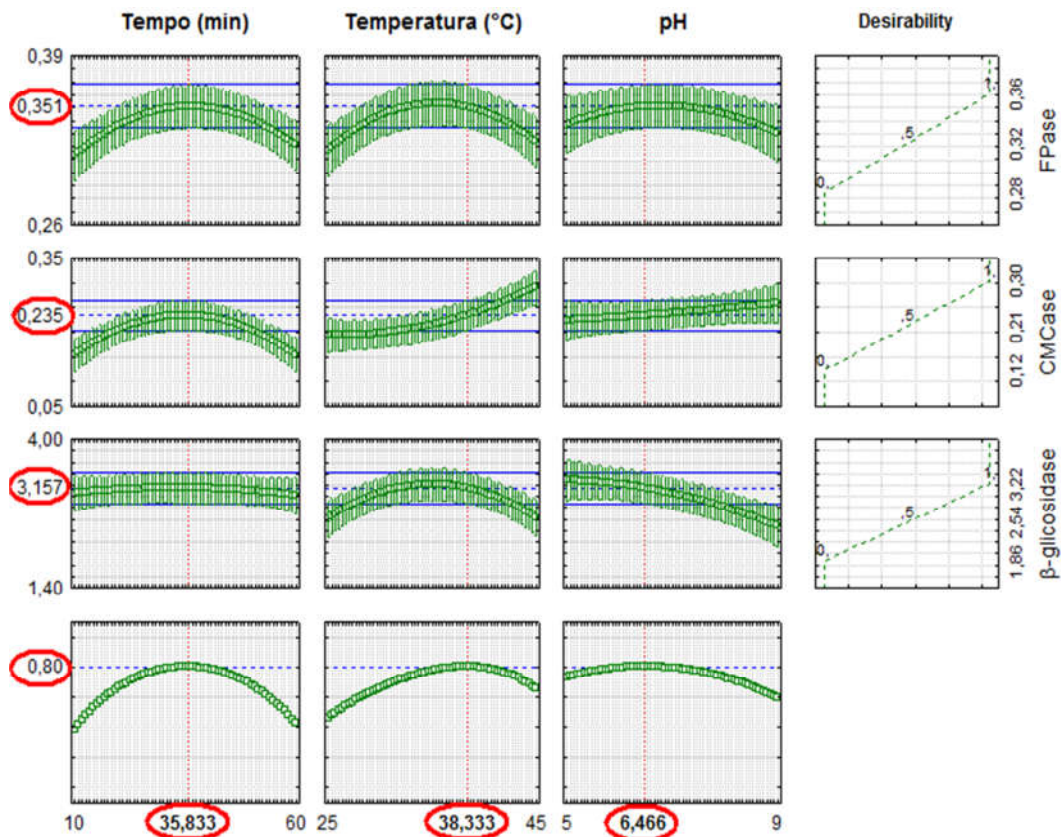 Tempo (min) Temperatura (°C) pH Desirability
0,39
0,351
0,26
0, ,5 1,
0,28 0,32 0,36
FPase
0,35
0,235
0,05
0, ,5 1,
0,12 0,21 0,30
CMCase
4,00
3,157
1,40
0, ,5 1,
1,86 2,54 3,22
β-glicosidase
0,80
10 35,833 60 25 38,333 45 5 6,466 9